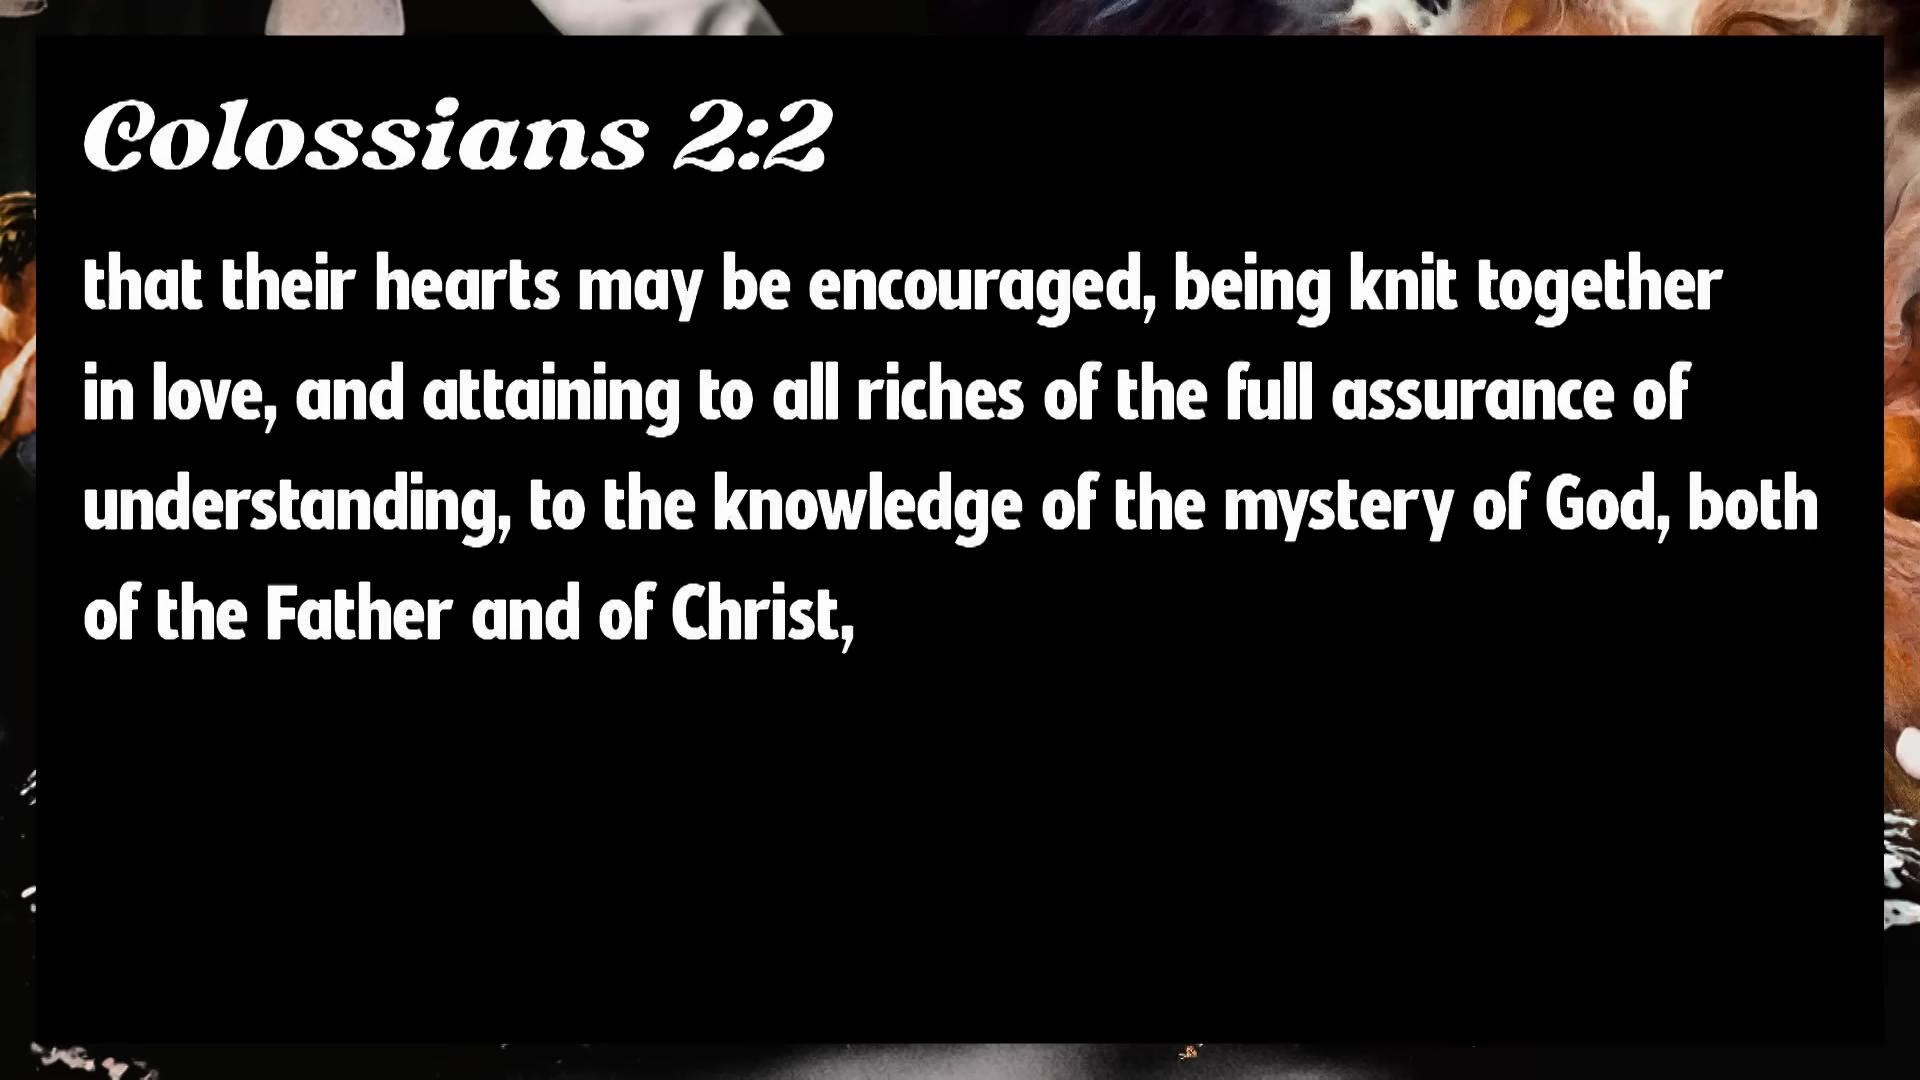 Colossians 2:2
that their hearts may be encouraged, being knit together
in love, and attaining to all riches of the full assurance of
understanding, to the knowledge of the mystery of God, both
of the Father and of Christ,